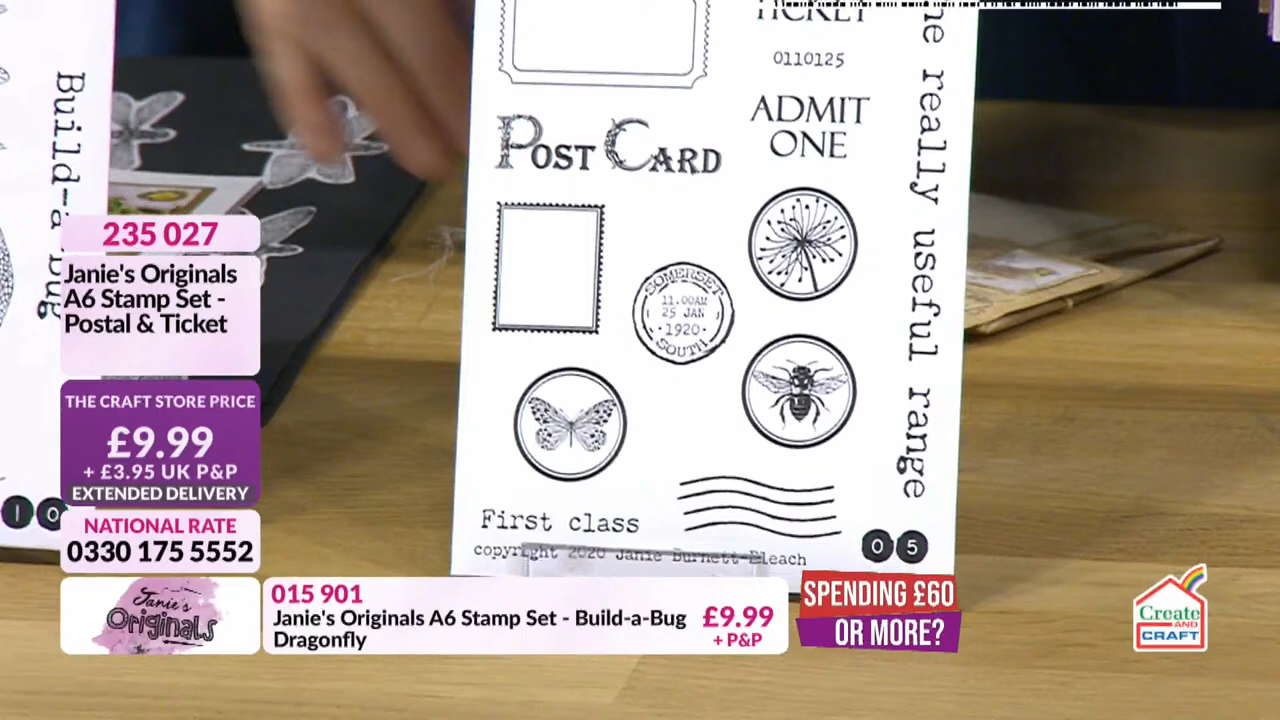 TICKET
0110125
ADMIT
ONE
POST CARD
SOMERSET
11.00AM
25 JAN
1920
SOUTH
First class
copyright 2020 Janie Burnett-Bleach
he really useful range
05
Build-a Bug
10
235 027
Janie's Originals
A6 Stamp Set -
Postal & Ticket
THE CRAFT STORE PRICE
£9.99
+ £3.95 UK P&P
EXTENDED DELIVERY
NATIONAL RATE
0330 175 5552
Janie's
Originals
015 901
Janie's Originals A6 Stamp Set - Build-a-Bug
Dragonfly
£9.99
+ P&P
SPENDING £60
OR MORE?
Create
AND
CRAFT